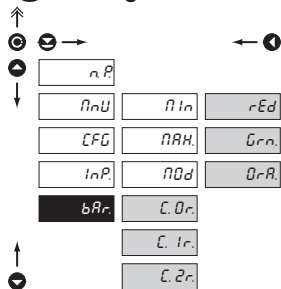 n. P.
MnU MIn rEd
CFG MAX. Grn.
InP. MOd OrA.
bAr. C. 0r.
C. 1r.
C. 2r.